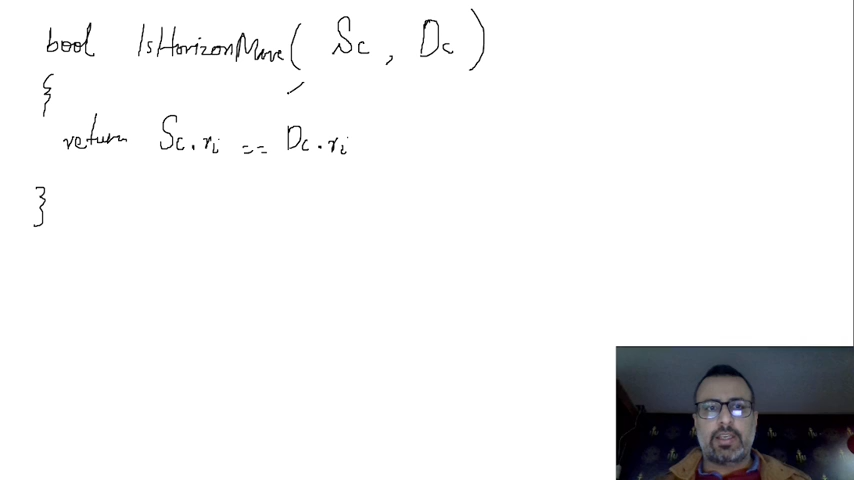 bool IsHorizonMove( Sc , Dc )
{
return Sc.ri == Dc.ri
}